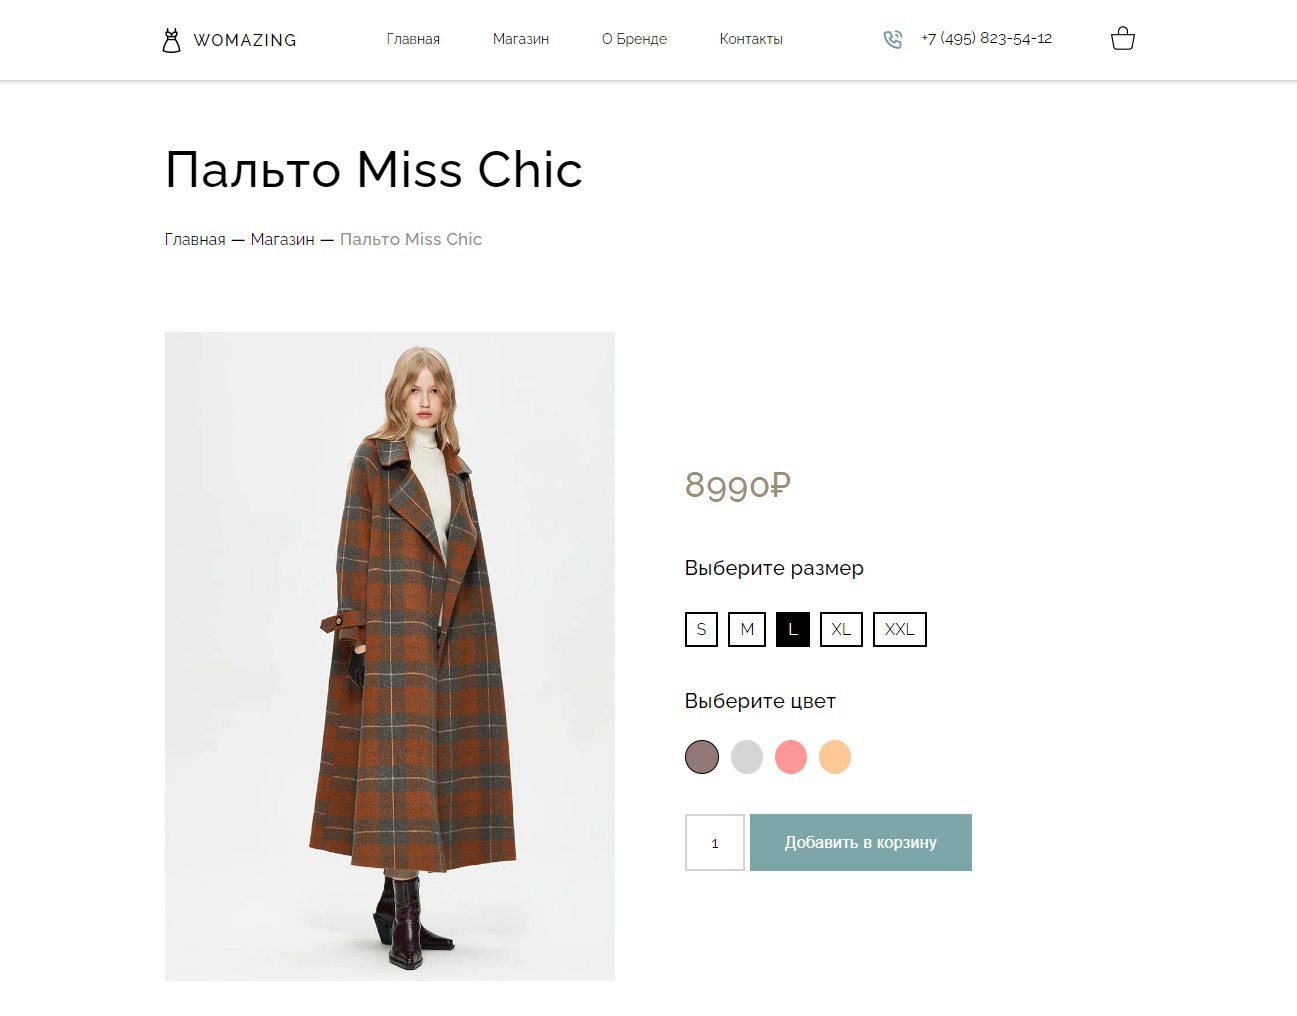 WOMAZING Главная Магазин О Бренде Контакты +7 (495) 823-54-12
Пальто Miss Chic
Главная — Магазин — Пальто Miss Chic
8990₽
Выберите размер
S M L XL XXL
Выберите цвет
1 Добавить в корзину